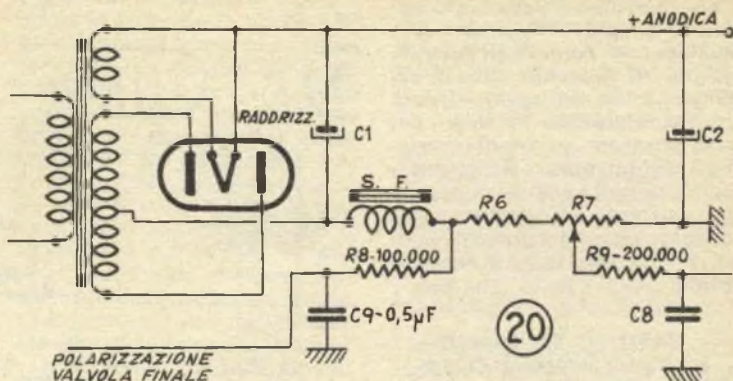 +ANODICA
RADDRIZZ.
C1
C2
S. F.
R6
R7
R8-100.000
R9-200.000
C9-0,5µF
20
C8
POLARIZZAZIONE
VALVOLA FINALE